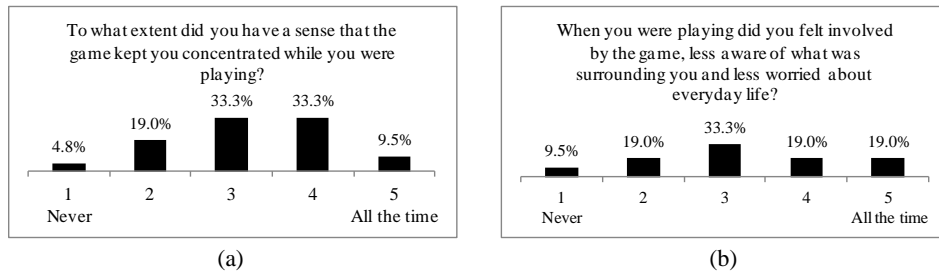 To what extent did you have a sense that the
game kept you concentrated while you were
playing?
33.3% 33.3%
19.0%
9.5%
4.8%
1 2 3 4 5
Never All the time
(a)
When you were playing did you felt involved
by the game, less aware of what was
surrounding you and less worried about
everyday life?
33.3%
19.0% 19.0% 19.0%
9.5%
1 2 3 4 5
Never All the time
(b)